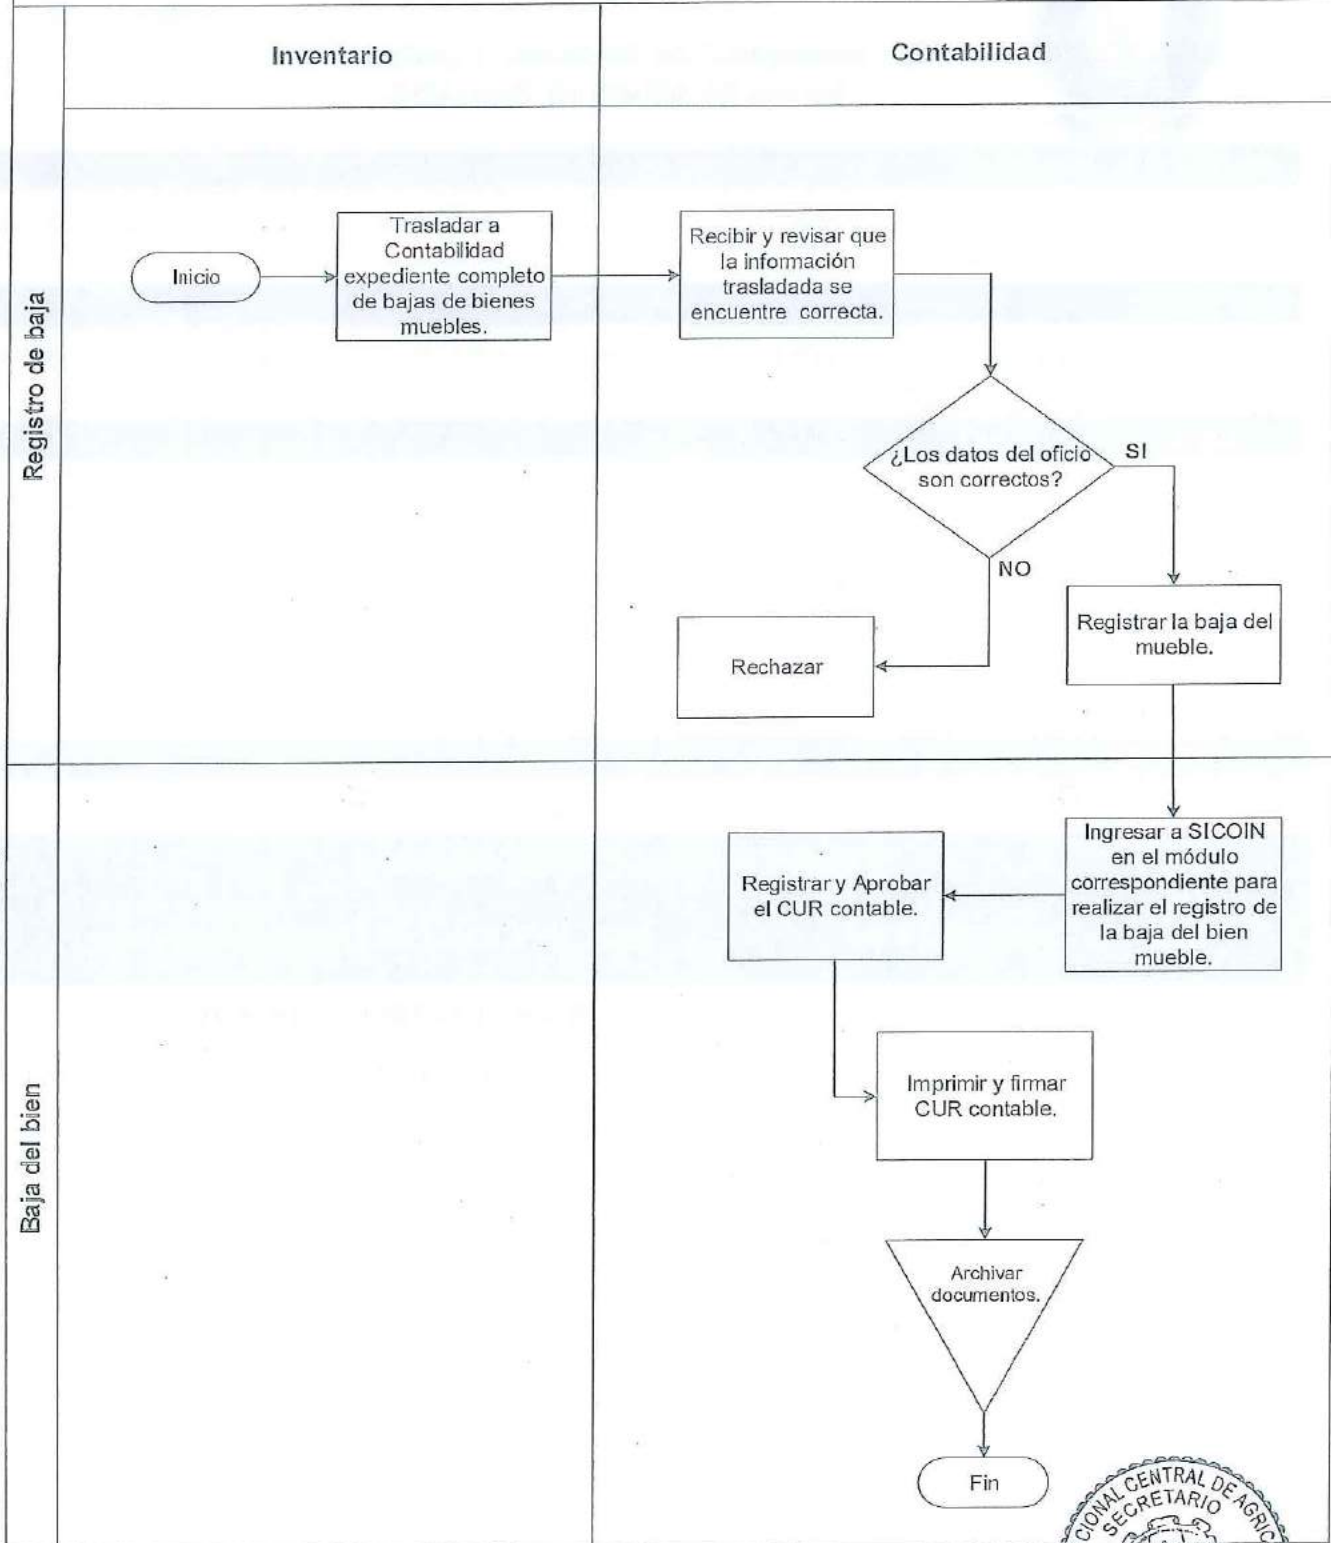 Inventario
Contabilidad
Registro de baja
Inicio
Trasladar a
Contabilidad
expediente completo
de bajas de bienes
muebles.
Recibir y revisar que
la información
trasladada se
encuentre correcta.
¿Los datos del oficio
son correctos?
SI
NO
Rechazar
Registrar la baja del
mueble.
Baja del bien
Ingresar a SICOIN
en el módulo
correspondiente para
realizar el registro de
la baja del bien
mueble.
Registrar y Aprobar
el CUR contable.
Imprimir y firmar
CUR contable.
Archivar
documentos.
Fin
CIONAL CENTRAL DE AGRIC
SECRETARIO